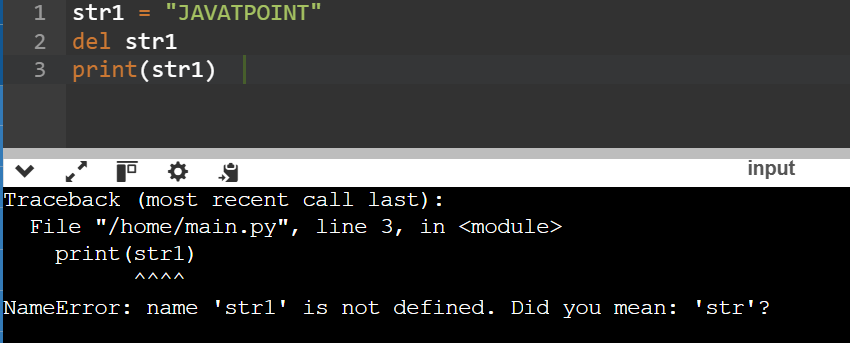 1 str1 = "JAVATPOINT"
2 del str1
3 print(str1)
input
Traceback (most recent call last):
  File "/home/main.py", line 3, in <module>
    print(str1)
          ^^^^
NameError: name 'str1' is not defined. Did you mean: 'str'?